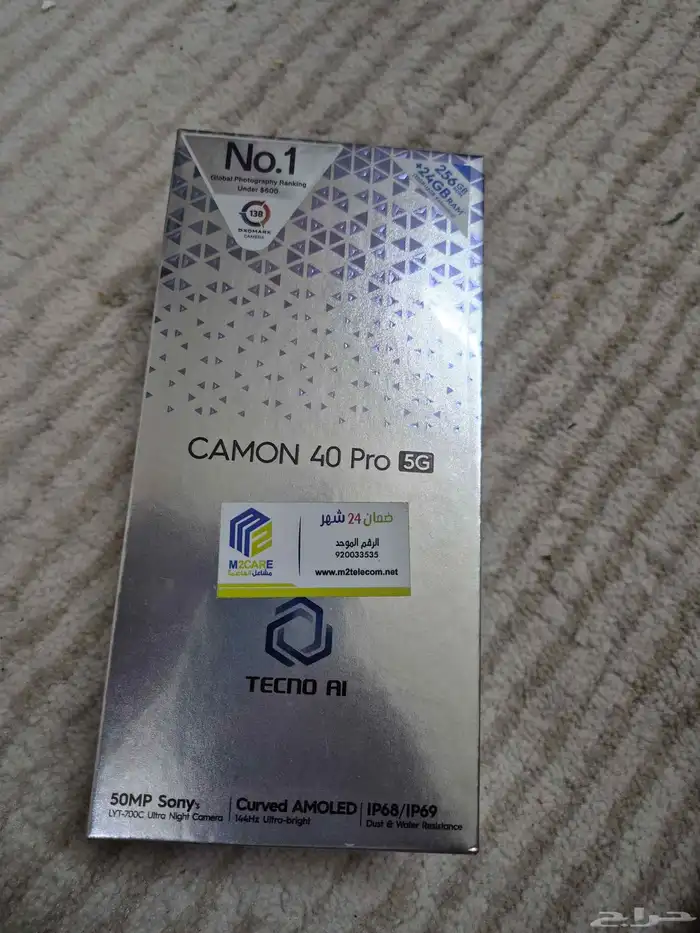 No.1
Global Photography Ranking
Under $600
138
DXOMARK
CAMERA
256GB
+24GB RAM*
CAMON 40 Pro 5G
M2CARE
ضمان 24 شهر
الرقم الموحد
920033535
www.m2telecom.net
TECNO AI
50MP Sony's
LYT-700C Ultra Night Camera
Curved AMOLED
144Hz Ultra-bright
IP68/IP69
Dust & Water Resistance
حراج